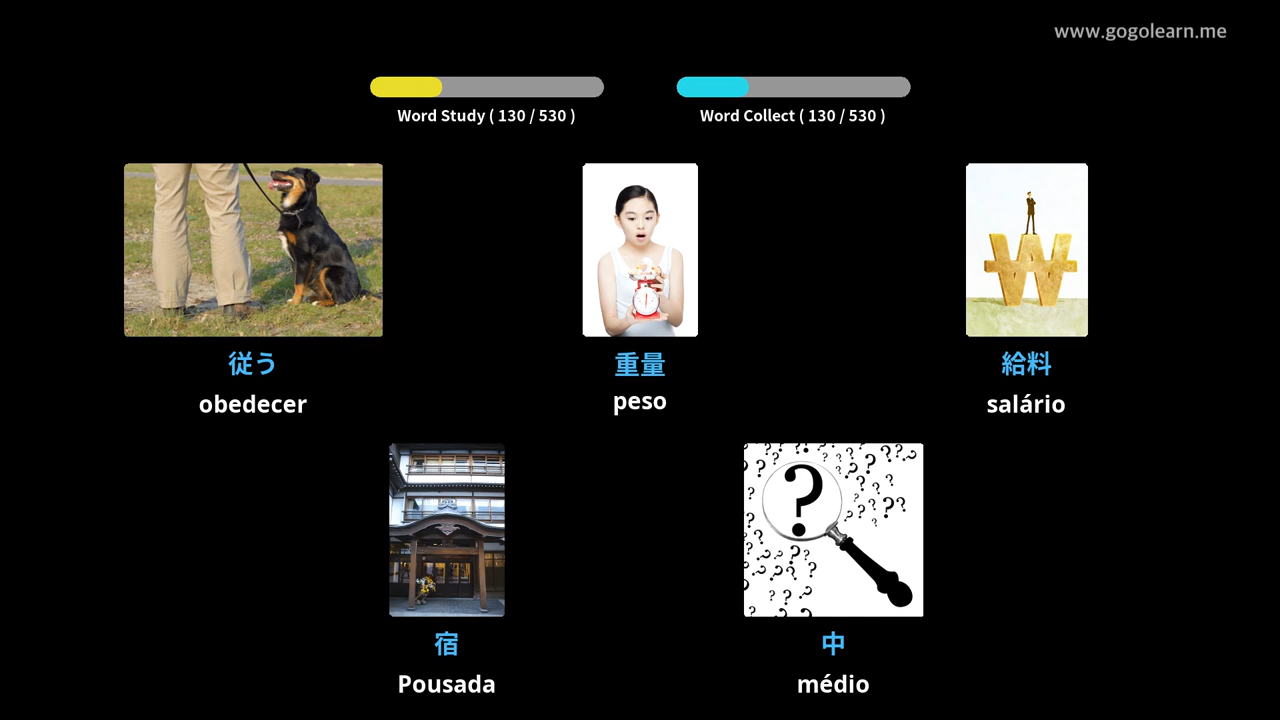 www.gogolearn.me
Word Study ( 130 / 530 )
Word Collect ( 130 / 530 )
従う
obedecer
重量
peso
給料
salário
宿
Pousada
中
médio